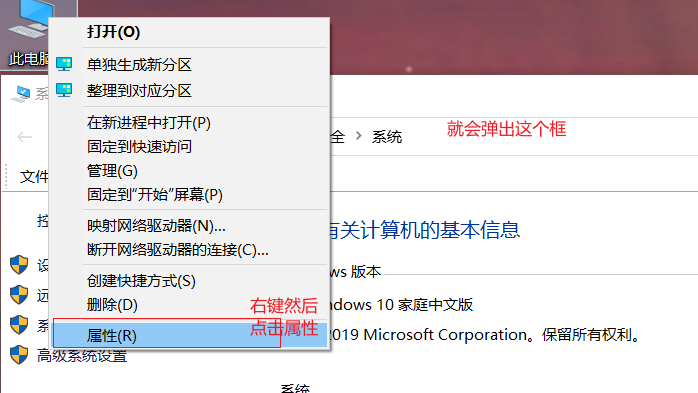 此电脑
打开(O)
单独生成新分区
整理到对应分区
在新进程中打开(P)
固定到快速访问
管理(G)
固定到“开始”屏幕(P)
映射网络驱动器(N)...
断开网络驱动器的连接(C)...
创建快捷方式(S)
删除(D)
属性(R)
右键然后
点击属性
系
全 > 系统
就会弹出这个框
文件
控
有关计算机的基本信息
ws 版本
ndows 10 家庭中文版
2019 Microsoft Corporation。保留所有权利。
设
远
系
高级系统设置
系统